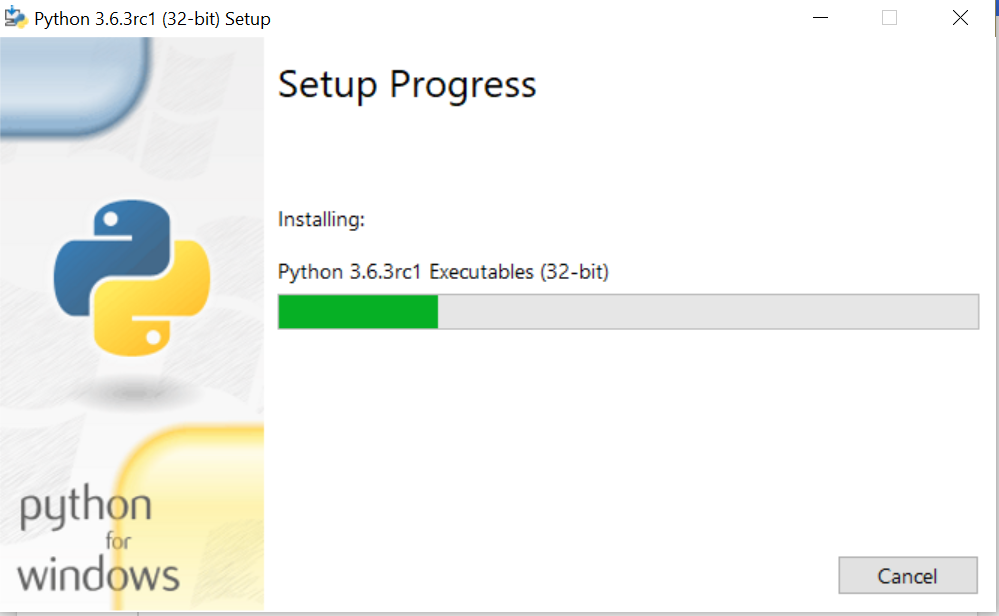 Python 3.6.3rc1 (32-bit) Setup
Setup Progress
Installing:
Python 3.6.3rc1 Executables (32-bit)
python
for
windows
Cancel